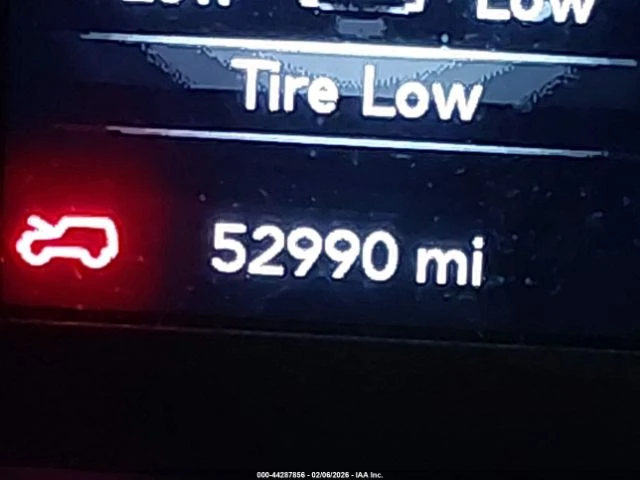 Low
Tire Low
52990 mi
000-44287856 - 02/06/2026 - IAA Inc.